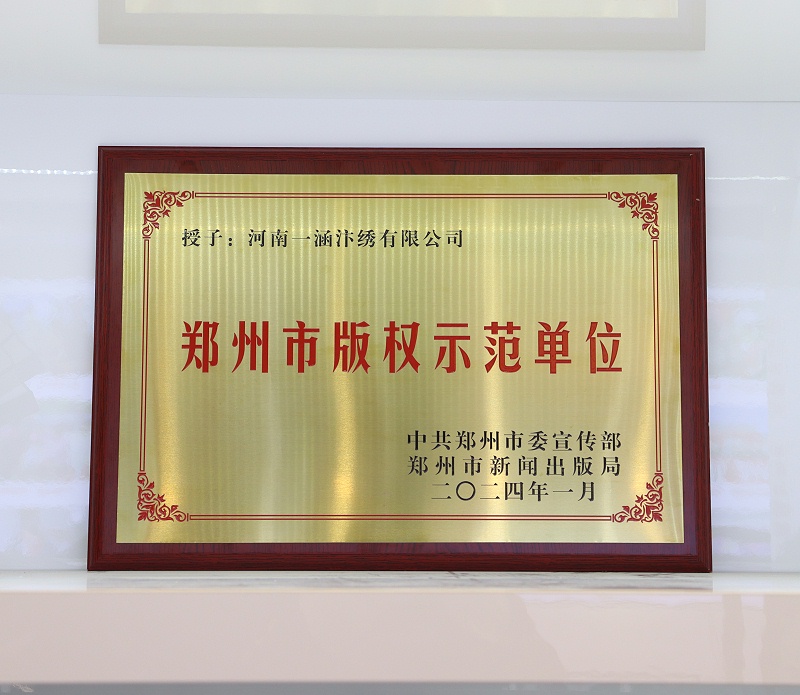 授予：河南一涵汴绣有限公司
郑州市版权示范单位
中共郑州市委宣传部
郑州市新闻出版局
二〇二四年一月